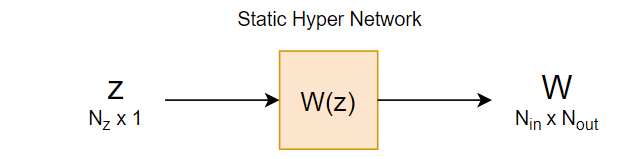 Static Hyper Network
z
Nz x 1
W(z)
W
Nin x Nout